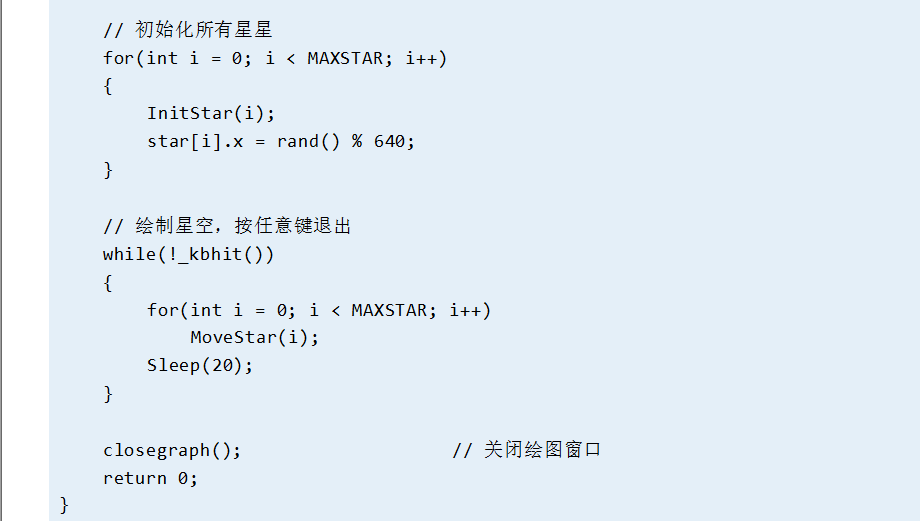 // 初始化所有星星
for(int i = 0; i < MAXSTAR; i++)
{
InitStar(i);
star[i].x = rand() % 640;
}
// 绘制星空，按任意键退出
while(!_kbhit())
{
for(int i = 0; i < MAXSTAR; i++)
MoveStar(i);
Sleep(20);
}
closegraph(); // 关闭绘图窗口
return 0;
}